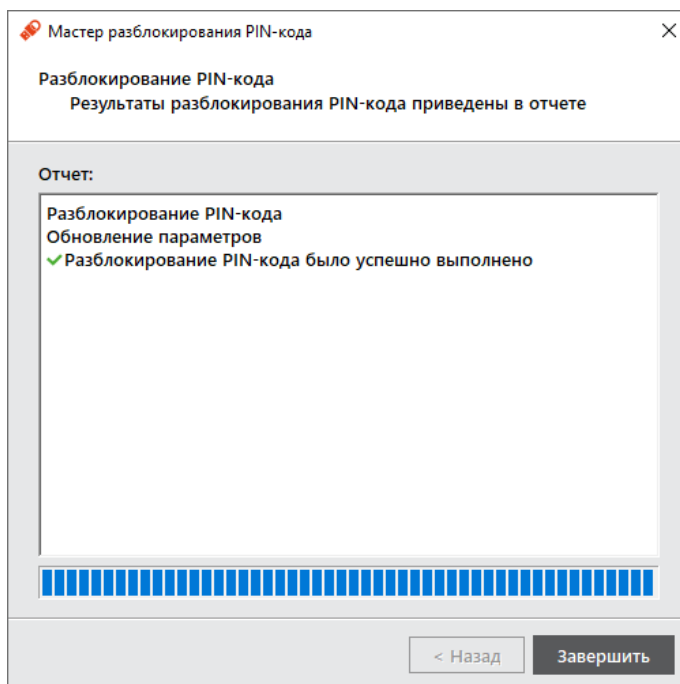 Мастер разблокирования PIN-кода
Разблокирование PIN-кода
Результаты разблокирования PIN-кода приведены в отчете
Отчет:
Разблокирование PIN-кода
Обновление параметров
Разблокирование PIN-кода было успешно выполнено
< Назад
Завершить